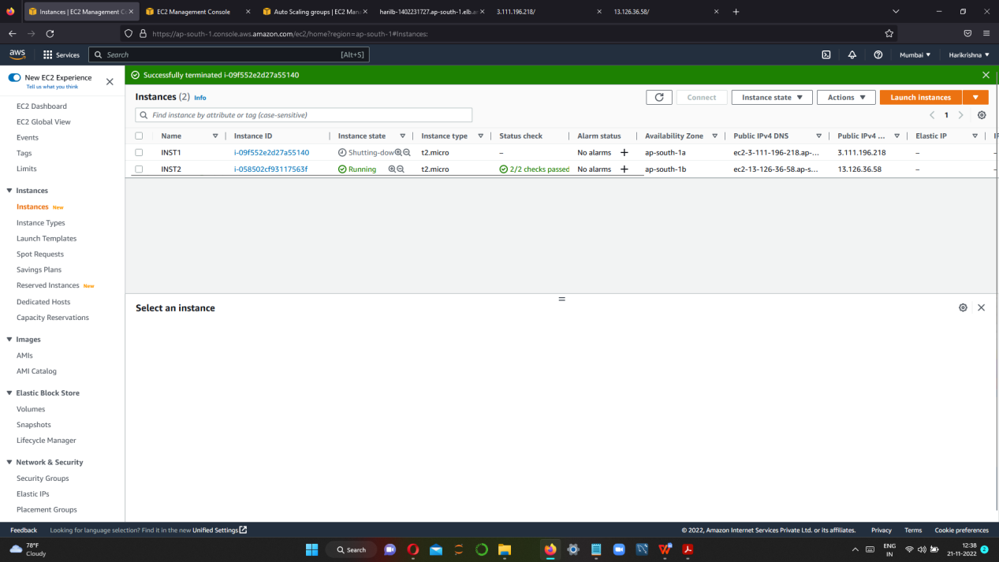 Instances | EC2 Management C
EC2 Management Console
Auto Scaling groups | EC2 Man
harilb-1402231727.ap-south-1.elb.a
3.111.196.218/
13.126.36.58/
https://ap-south-1.console.aws.amazon.com/ec2/home?region=ap-south-1#Instances:
aws Services Search [Alt+S] Mumbai Harikrishna
New EC2 Experience
Tell us what you think
EC2 Dashboard
EC2 Global View
Events
Tags
Limits
Instances
Instances New
Instance Types
Launch Templates
Spot Requests
Savings Plans
Reserved Instances New
Dedicated Hosts
Capacity Reservations
Images
AMIs
AMI Catalog
Elastic Block Store
Volumes
Snapshots
Lifecycle Manager
Network & Security
Security Groups
Elastic IPs
Placement Groups
Successfully terminated i-09f552e2d27a55140
Instances (2) Info
Connect Instance state Actions Launch instances
Find instance by attribute or tag (case-sensitive)
1
Name Instance ID Instance state Instance type Status check Alarm status Availability Zone Public IPv4 DNS Public IPv4 ... Elastic IP
INST1 i-09f552e2d27a55140 Shutting-dow t2.micro – No alarms + ap-south-1a ec2-3-111-196-218.ap-... 3.111.196.218 –
INST2 i-058502cf93117563f Running t2.micro 2/2 checks passed No alarms + ap-south-1b ec2-13-126-36-58.ap-s... 13.126.36.58 –
Select an instance
Feedback Looking for language selection? Find it in the new Unified Settings © 2022, Amazon Internet Services Private Ltd. or its affiliates. Privacy Terms Cookie preferences
78°F
Cloudy
Search
ENG
IN
12:38
21-11-2022
2